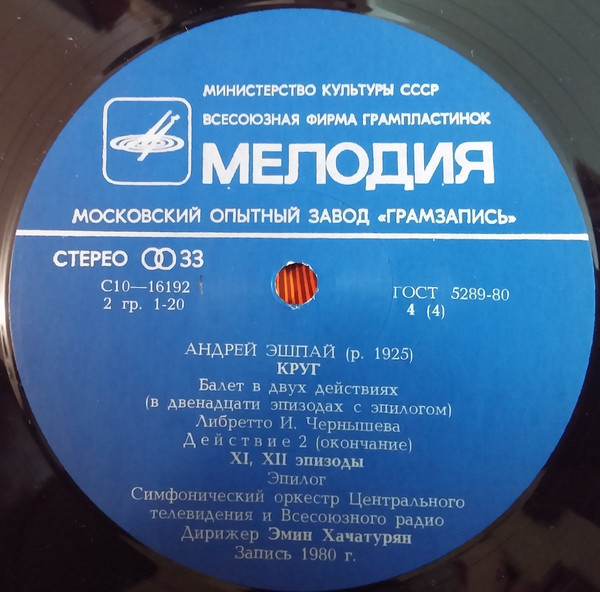 МИНИСТЕРСТВО КУЛЬТУРЫ СССР
ВСЕСОЮЗНАЯ ФИРМА ГРАМПЛАСТИНОК
МЕЛОДИЯ
МОСКОВСКИЙ ОПЫТНЫЙ ЗАВОД «ГРАМЗАПИСЬ»
СТЕРЕО 33
С10—16192
2 гр. 1-20
ГОСТ 5289-80
4 (4)
АНДРЕЙ ЭШПАЙ (р. 1925)
КРУГ
Балет в двух действиях
(в двенадцати эпизодах с эпилогом)
Либретто И. Чернышева
Действие 2 (окончание)
XI, XII эпизоды
Эпилог
Симфонический оркестр Центрального
телевидения и Всесоюзного радио
Дирижер Эмин Хачатурян
Запись 1980 г.